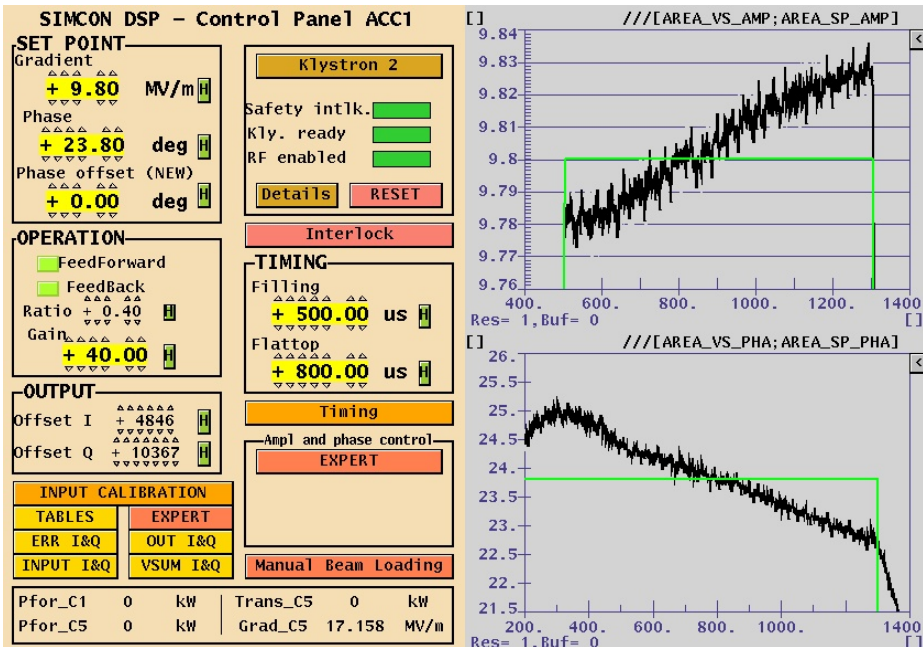 SIMCON DSP – Control Panel ACC1
SET POINT
Gradient
+ 9.80 MV/m H
Phase
+ 23.80 deg H
Phase offset (NEW)
+ 0.00 deg H
OPERATION
FeedForward
FeedBack
Ratio + 0.40 H
Gain
+ 40.00 H
OUTPUT
Offset I + 4846 H
Offset Q + 10367 H
INPUT CALIBRATION
TABLES EXPERT
ERR I&Q OUT I&Q
INPUT I&Q VSUM I&Q
Klystron 2
Safety intlk.
Kly. ready
RF enabled
Details RESET
Interlock
TIMING
Filling
+ 500.00 us H
Flattop
+ 800.00 us H
Timing
Ampl and phase control
EXPERT
Manual Beam Loading
Pfor_C1 0 kW Trans_C5 0 kW
Pfor_C5 0 kW Grad_C5 17.158 MV/m
[] ///[AREA_VS_AMP;AREA_SP_AMP]
<
9.84
9.83
9.82
9.81
9.8
9.79
9.78
9.77
9.76
400. 600. 800. 1000. 1200. 1400
Res= 1,Buf= 0 []
[] ///[AREA_VS_PHA;AREA_SP_PHA]
<
26.
25.5
25.
24.5
24.
23.5
23.
22.5
22.
21.5
200. 400. 600. 800. 1000. 1400
Res= 1,Buf= 0 []